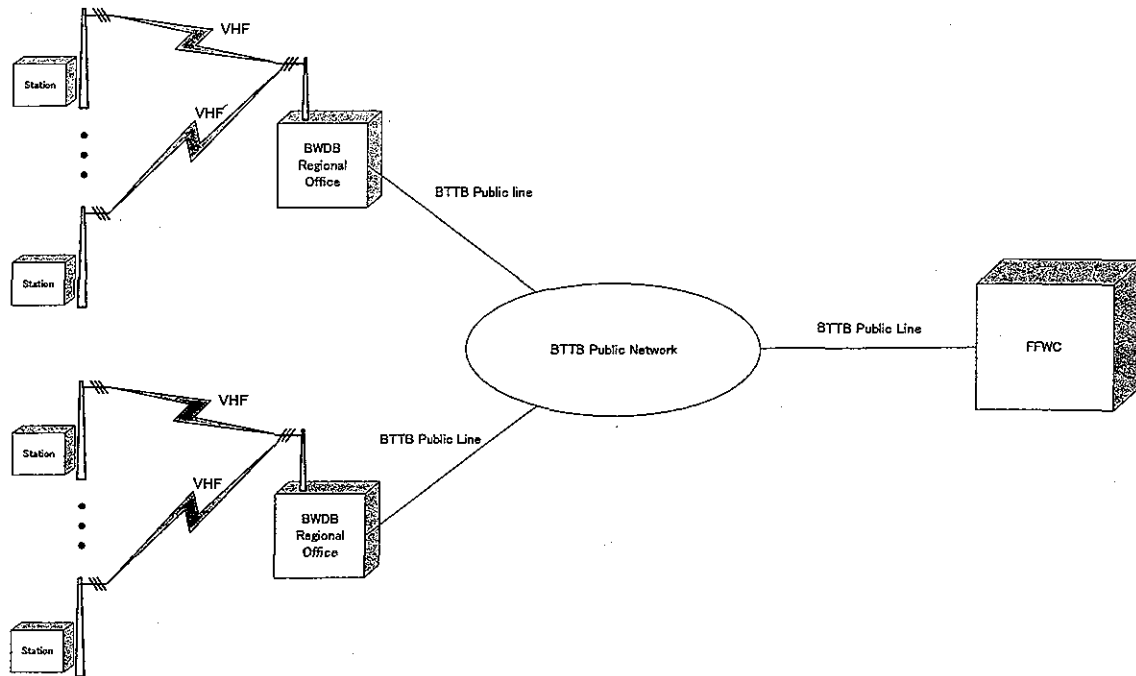 VHF
Station
VHF
BWDB
Regional
Office
BTTB Public line
Station
BTTB Public Network
BTTB Public Line
FFWC
VHF
Station
BTTB Public Line
VHF
BWDB
Regional
Office
Station